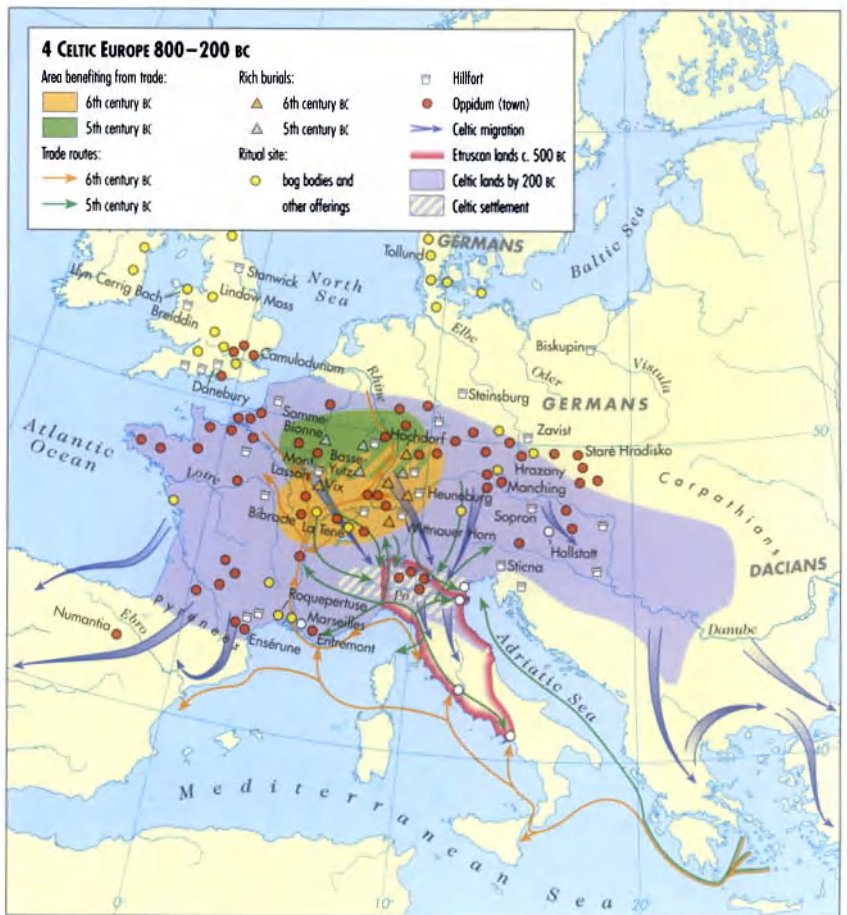 4 CELTIC EUROPE 800–200 BC
Area benefiting from trade:
6th century BC
5th century BC
Trade routes:
6th century BC
5th century BC
Rich burials:
6th century BC
5th century BC
Ritual site:
bog bodies and
other offerings
Hillfort
Oppidum (town)
Celtic migration
Etruscan lands c. 500 BC
Celtic lands by 200 BC
Celtic settlement
60
Tollund
GERMANS
Baltic Sea
Stanwick
North
Sea
Llyn Cerrig Bach
Lindow Moss
Breiddin
Elbe
Biskupin
Vistula
Camulodunum
Rhine
Oder
Danebury
Steinsburg
GERMANS
Somme
Atlantic
Ocean
Bionne
Hochdorf
Zavist
50
Staré Hradisko
Mont
Lassois
Basse
Yutz
Vix
Hrazany
Loire
Heuneburg
Manching
Carpathians
Bibracte
La Tène
Wittnauer Horn
Sopron
Hallstatt
Sticna
DACIANS
Po
Roquepertuse
Numantia
Ebro
Pyrenees
Marseilles
Danube
Ensérune
Entremont
Adriatic Sea
40
Mediterranean Sea
0
10
20